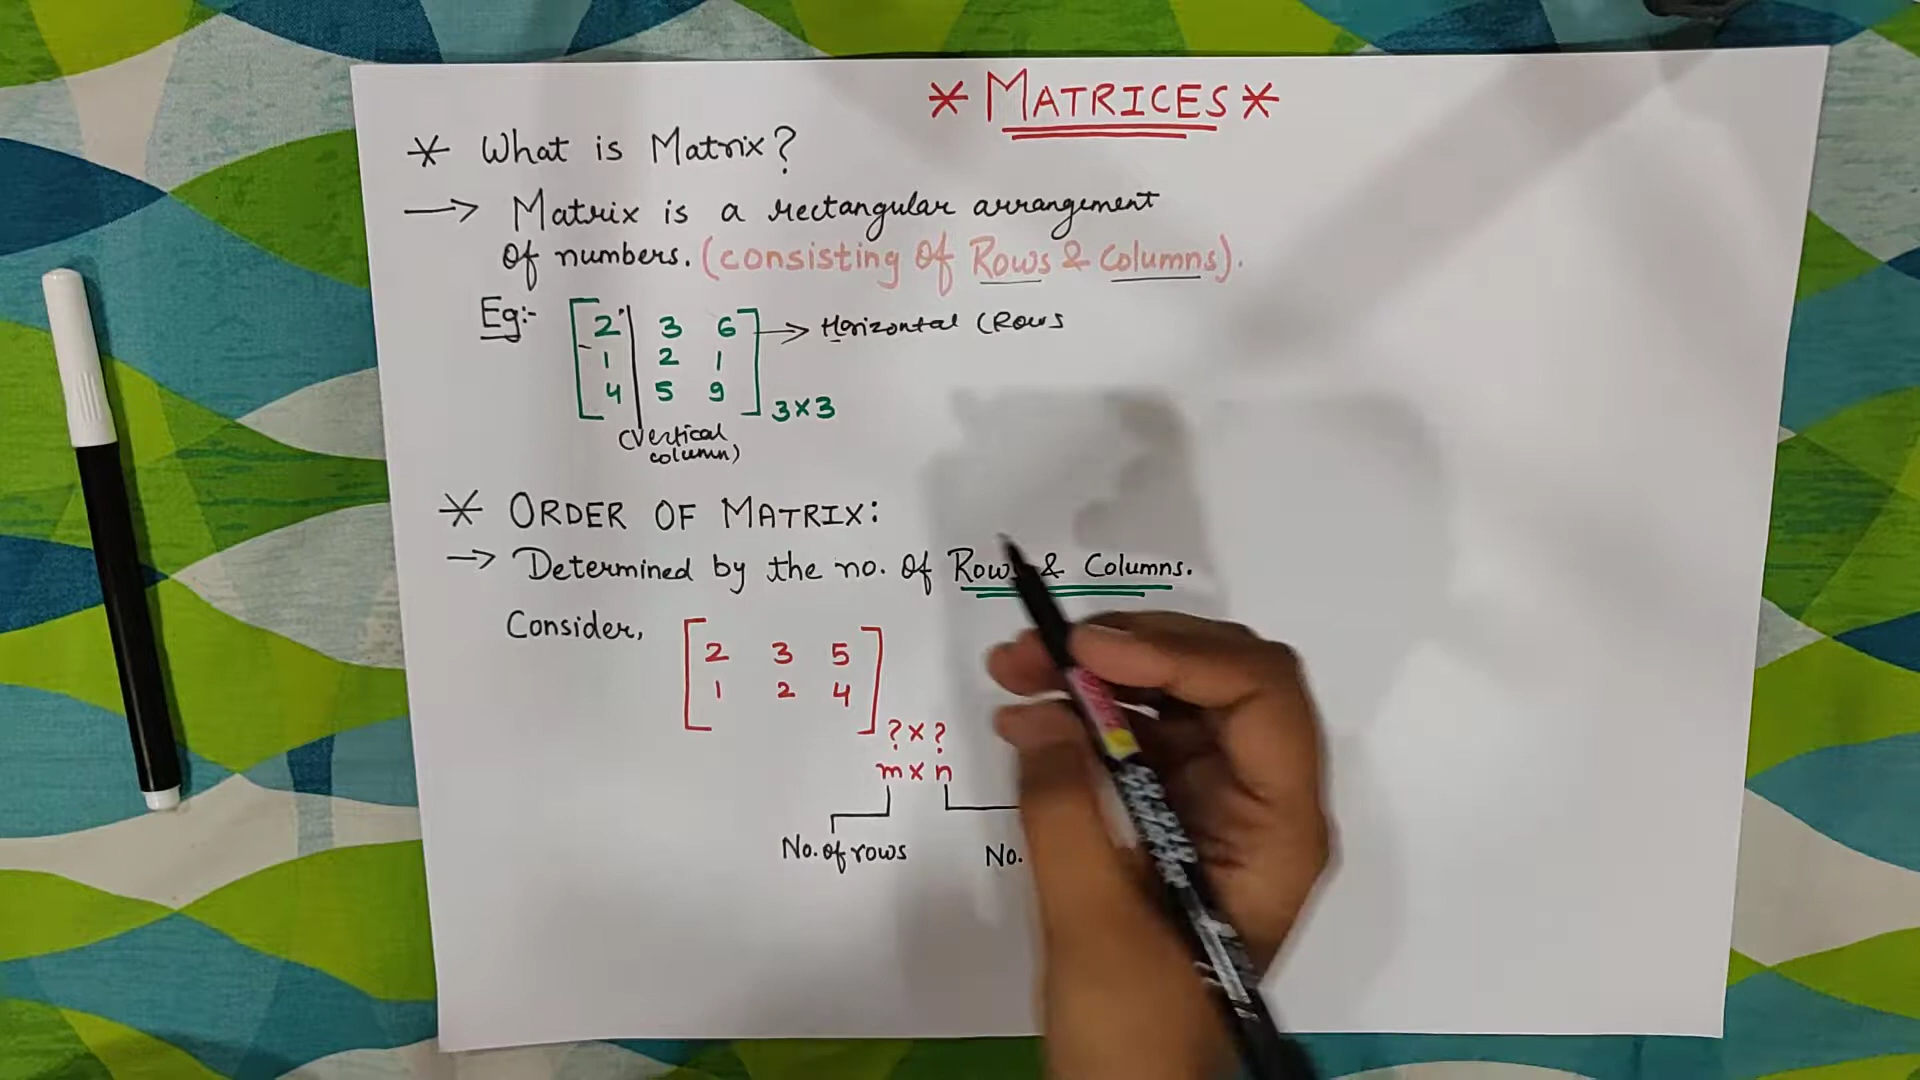 * MATRICES *
* What is Matrix?
→ Matrix is a rectangular arrangement
of numbers. (consisting of Rows & Columns).
Eg:-
2 3 6 → Horizontal (Rows
1 2 1
4 5 9
3×3
(Vertical
column)
* ORDER OF MATRIX:
→ Determined by the no. of Rows & Columns.
Consider,
2 3 5
1 2 4
? × ?
m × n
No. of rows No.